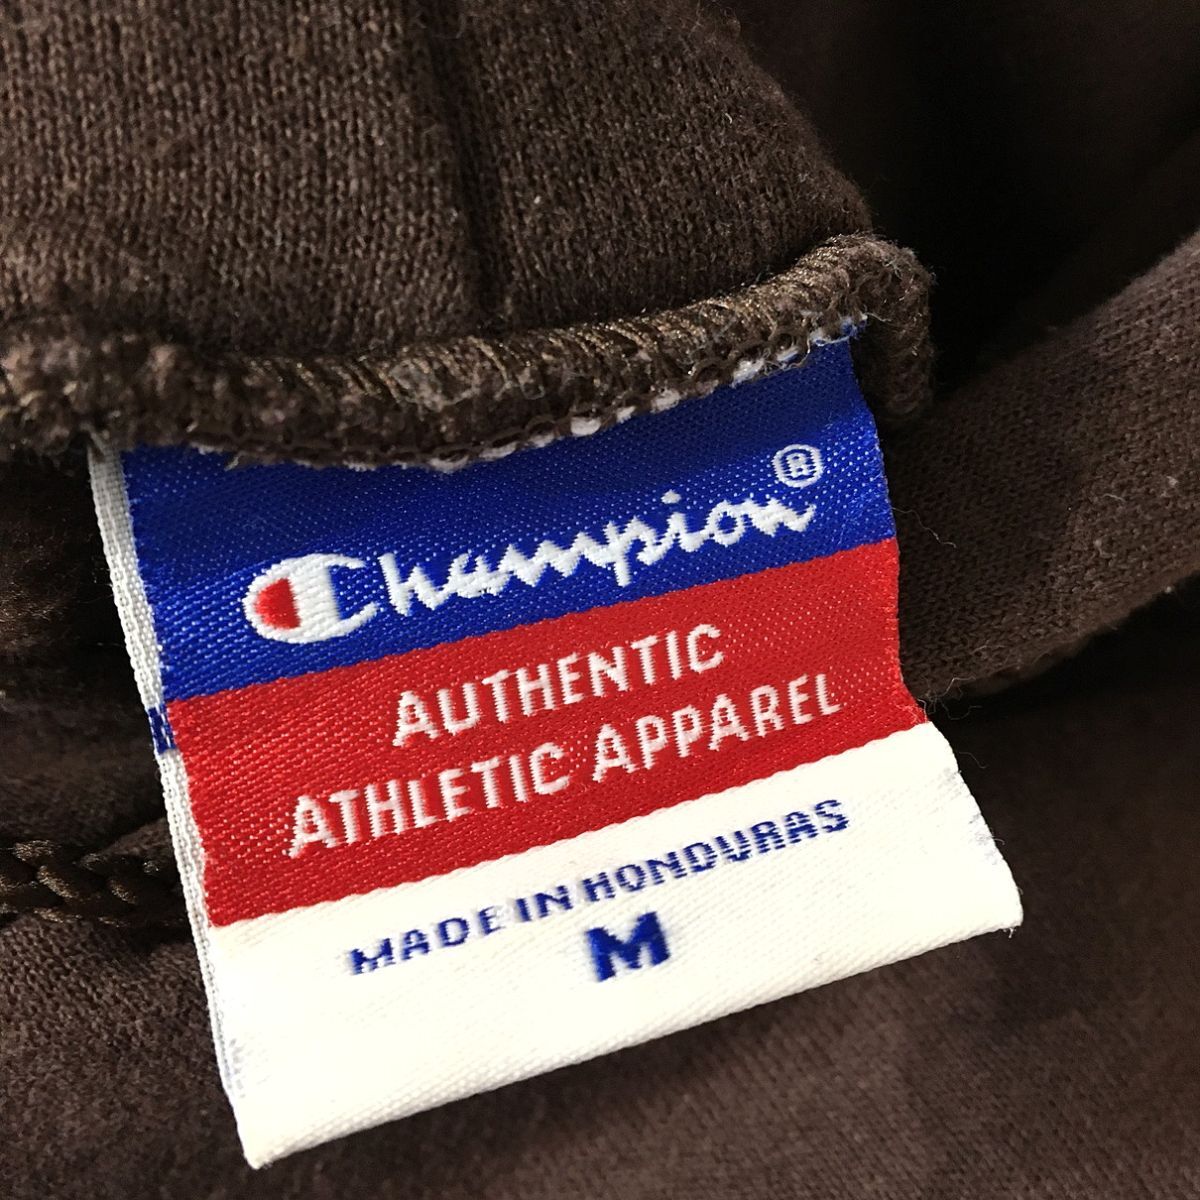 Champion®
AUTHENTIC
ATHLETIC APPAREL
MADE IN HONDURAS
M